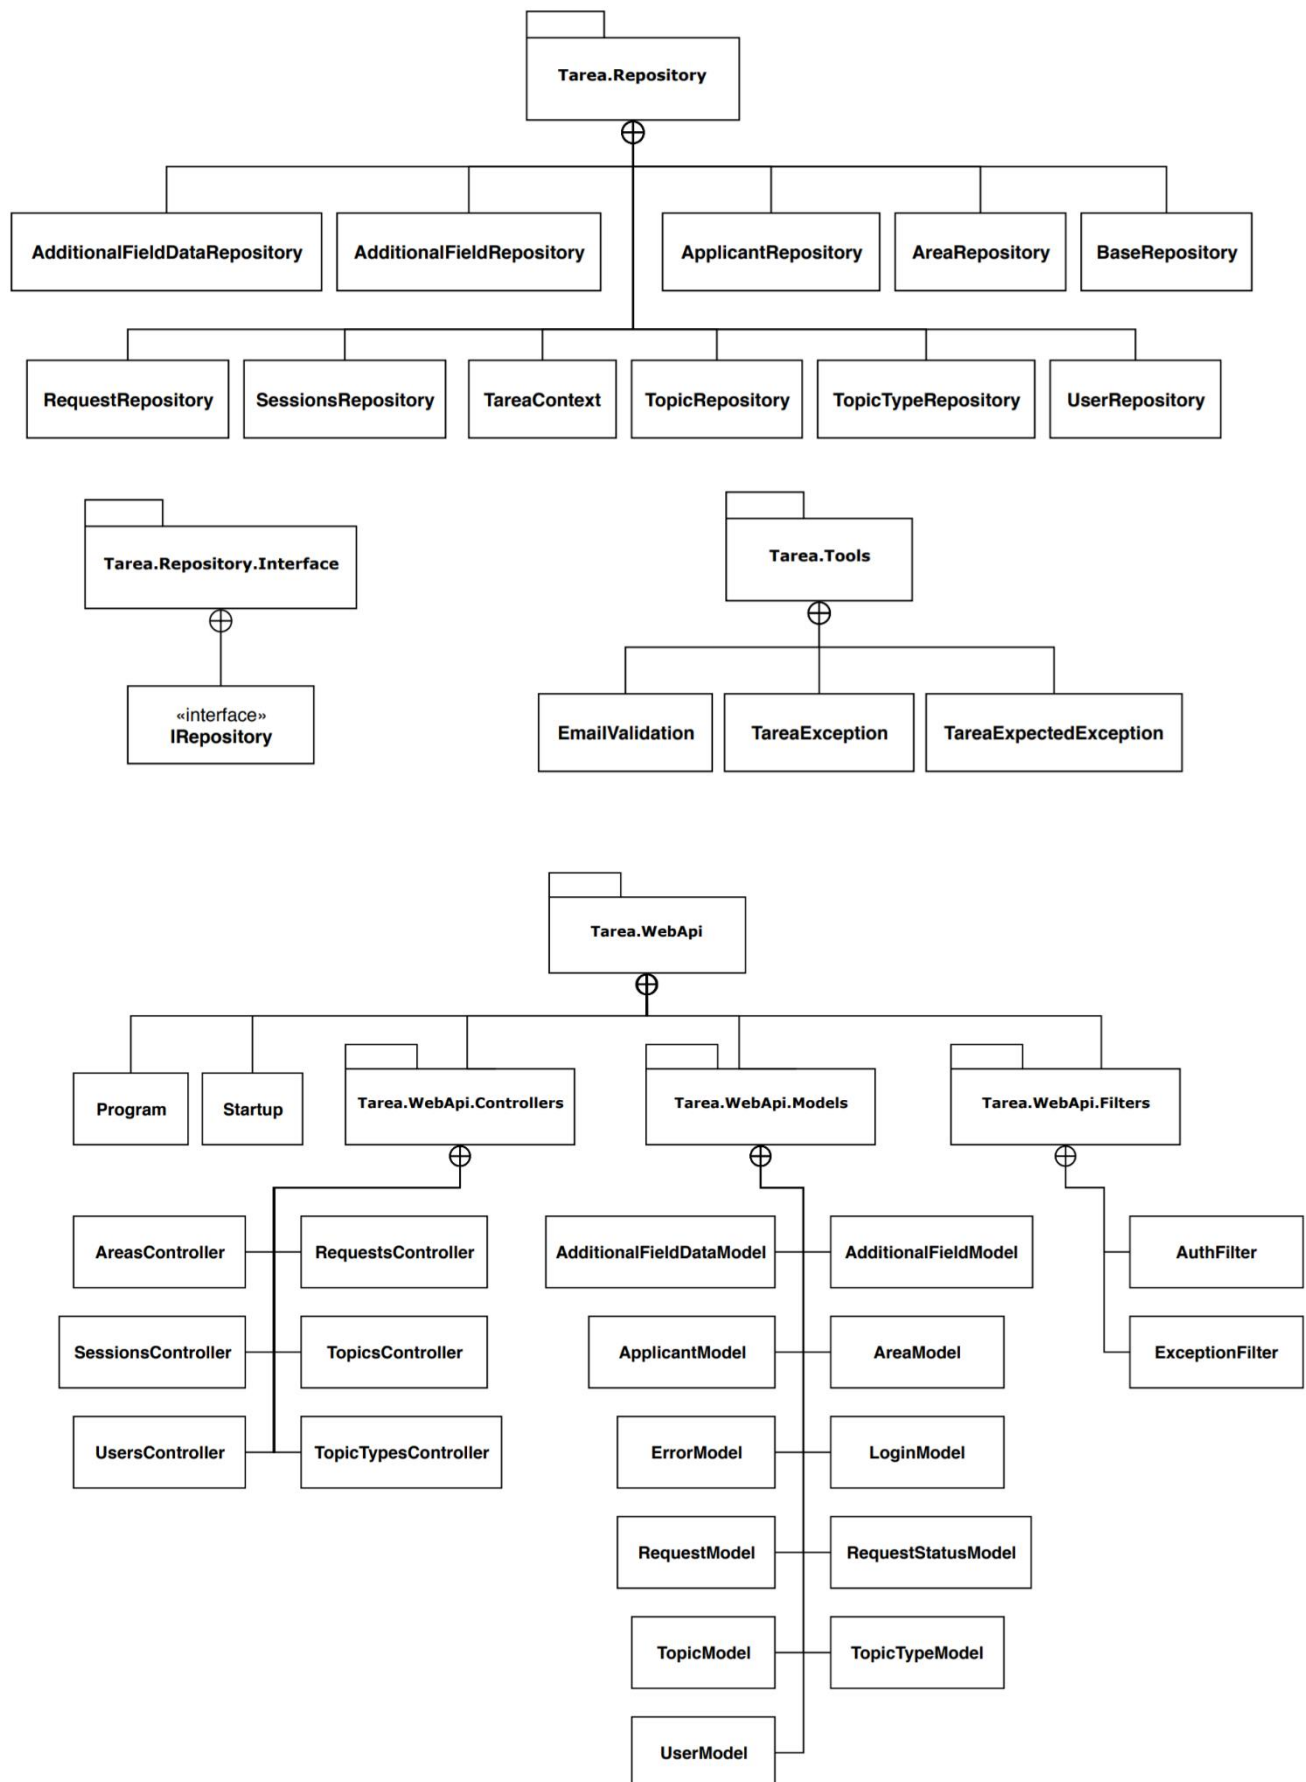 Tarea.Repository
AdditionalFieldDataRepository
AdditionalFieldRepository
ApplicantRepository
AreaRepository
BaseRepository
RequestRepository
SessionsRepository
TareaContext
TopicRepository
TopicTypeRepository
UserRepository
Tarea.Repository.Interface
«interface»
IRepository
Tarea.Tools
EmailValidation
TareaException
TareaExpectedException
Tarea.WebApi
Program
Startup
Tarea.WebApi.Controllers
Tarea.WebApi.Models
Tarea.WebApi.Filters
AreasController
RequestsController
SessionsController
TopicsController
UsersController
TopicTypesController
AdditionalFieldDataModel
AdditionalFieldModel
ApplicantModel
AreaModel
ErrorModel
LoginModel
RequestModel
RequestStatusModel
TopicModel
TopicTypeModel
UserModel
AuthFilter
ExceptionFilter